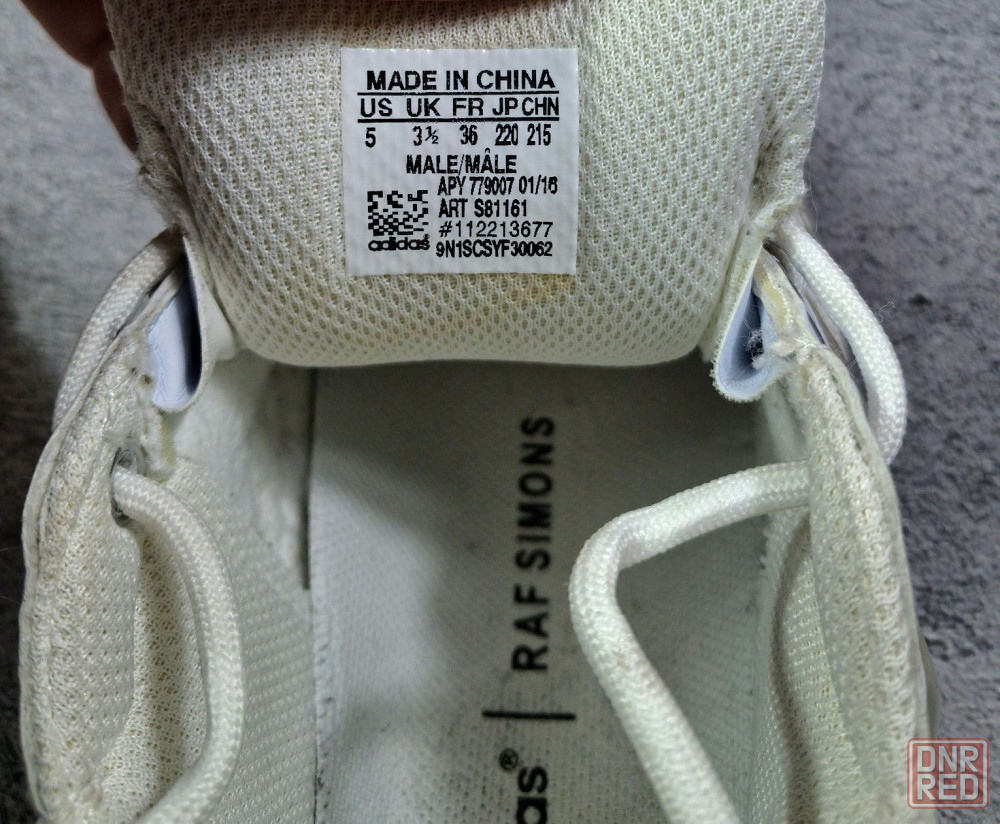 MADE IN CHINA
US UK FR JP CHN
5 3½ 36 220 215
MALE/MÂLE
APY 779007 01/16
ART S81161
#112213677
adidas® 9N1SCSYF30062
das® | RAF SIMONS
DNR
RED